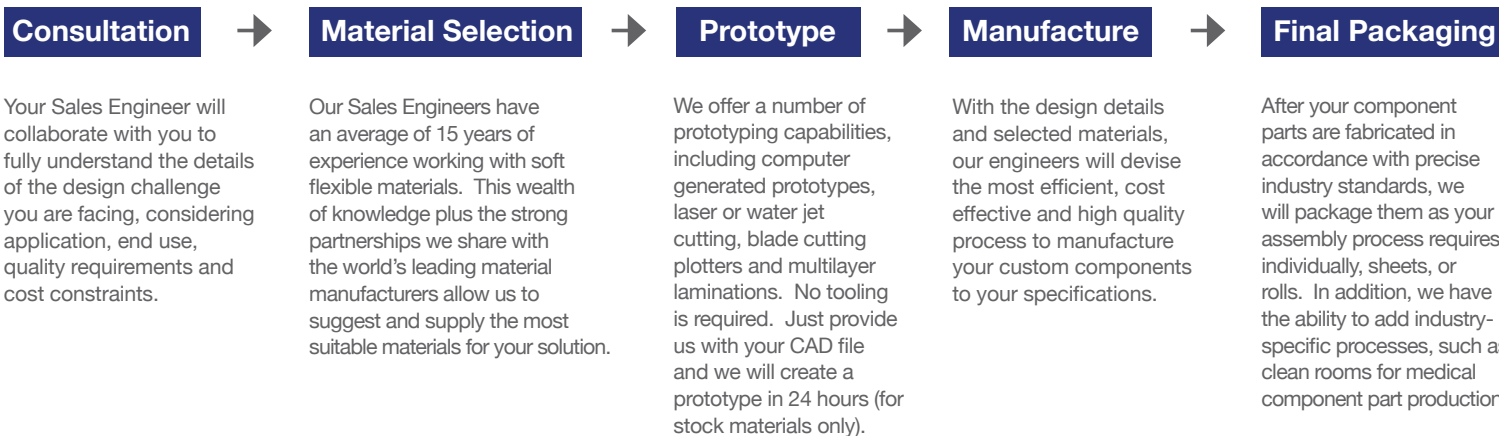 Consultation
Material Selection
Prototype
Manufacture
Final Packaging
Your Sales Engineer will
collaborate with you to
fully understand the details
of the design challenge
you are facing, considering
application, end use,
quality requirements and
cost constraints.
Our Sales Engineers have
an average of 15 years of
experience working with soft
flexible materials.  This wealth
of knowledge plus the strong
partnerships we share with
the world’s leading material
manufacturers allow us to
suggest and supply the most
suitable materials for your solution.
We offer a number of
prototyping capabilities,
including computer
generated prototypes,
laser or water jet
cutting, blade cutting
plotters and multilayer
laminations.  No tooling
is required.  Just provide
us with your CAD file
and we will create a
prototype in 24 hours (for
stock materials only).
With the design details
and selected materials,
our engineers will devise
the most efficient, cost
effective and high quality
process to manufacture
your custom components
to your specifications.
After your component
parts are fabricated in
accordance with precise
industry standards, we
will package them as your
assembly process requires
individually, sheets, or
rolls.  In addition, we have
the ability to add industry-
specific processes, such as
clean rooms for medical
component part production